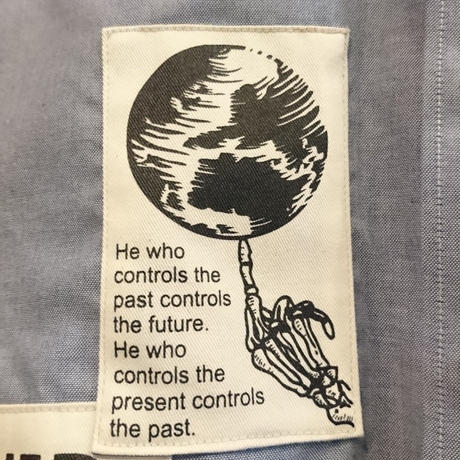 He who
controls the
past controls
the future.
He who
controls the
present controls
the past.